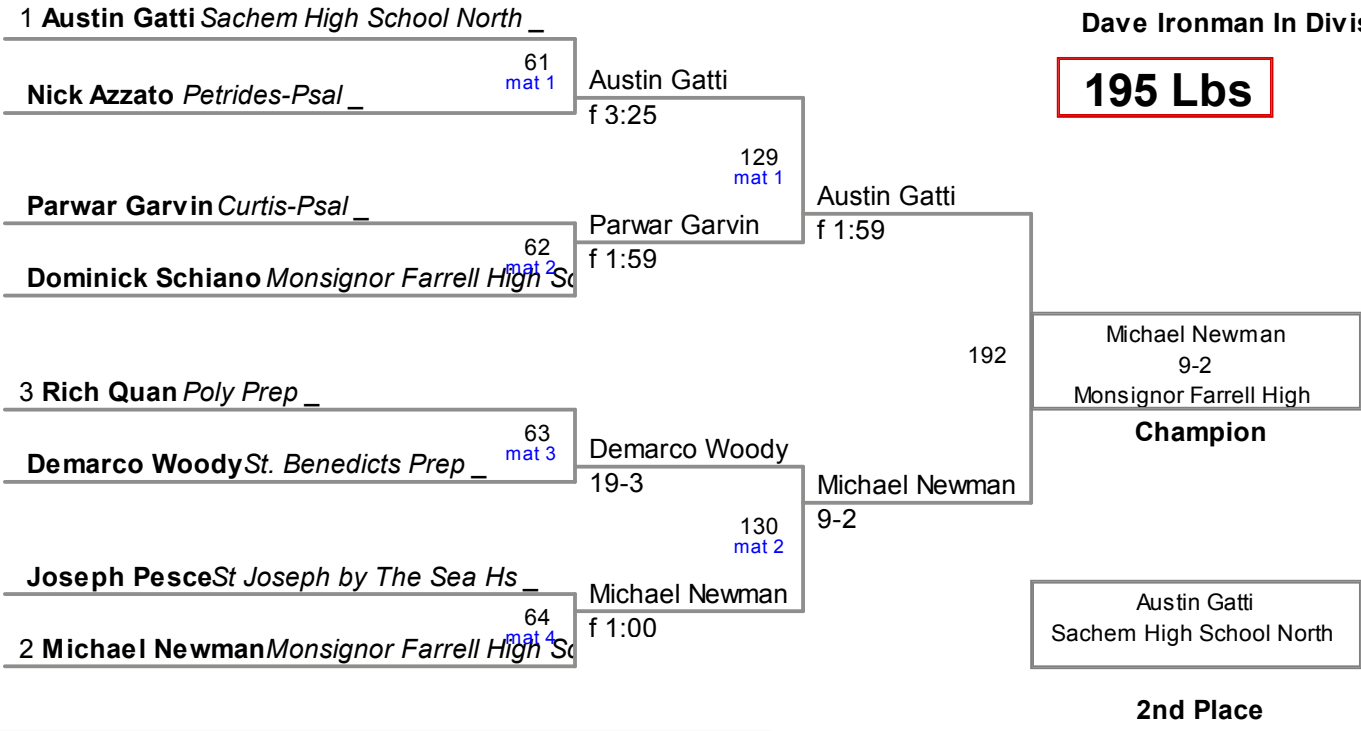 1 Austin Gatti Sachem High School North _
Dave Ironman In Divis
195 Lbs
61
mat 1
Nick Azzato Petrides-Psal _
Austin Gatti
f 3:25
129
mat 1
Parwar Garvin Curtis-Psal _
Austin Gatti
f 1:59
62
mat 2
Dominick Schiano Monsignor Farrell High Sc
Parwar Garvin
f 1:59
192
Michael Newman
9-2
Monsignor Farrell High
Champion
3 Rich Quan Poly Prep _
63
mat 3
Demarco Woody St. Benedicts Prep _
Demarco Woody
19-3
130
mat 2
Michael Newman
9-2
Joseph Pesce St Joseph by The Sea Hs _
64
mat 4
2 Michael Newman Monsignor Farrell High Sc
Michael Newman
f 1:00
Austin Gatti
Sachem High School North
2nd Place